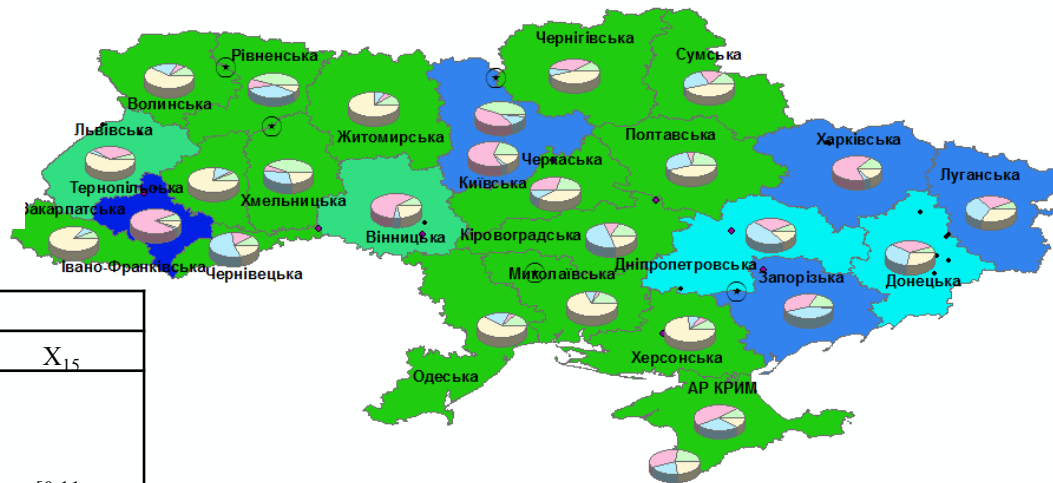 Чернігівська
Сумська
Рівненська
Волинська
Львівська
Житомирська
Полтавська
Харківська
Черкаська
Луганська
Київська
Тернопільська
Хмельницька
Закарпатська
Вінницька
Кіровоградська
Івано-Франківська
Чернівецька
Миколаївська
Дніпропетровська
Запорізька
Донецька
Херсонська
Одеська
АР КРИМ
X₁₅